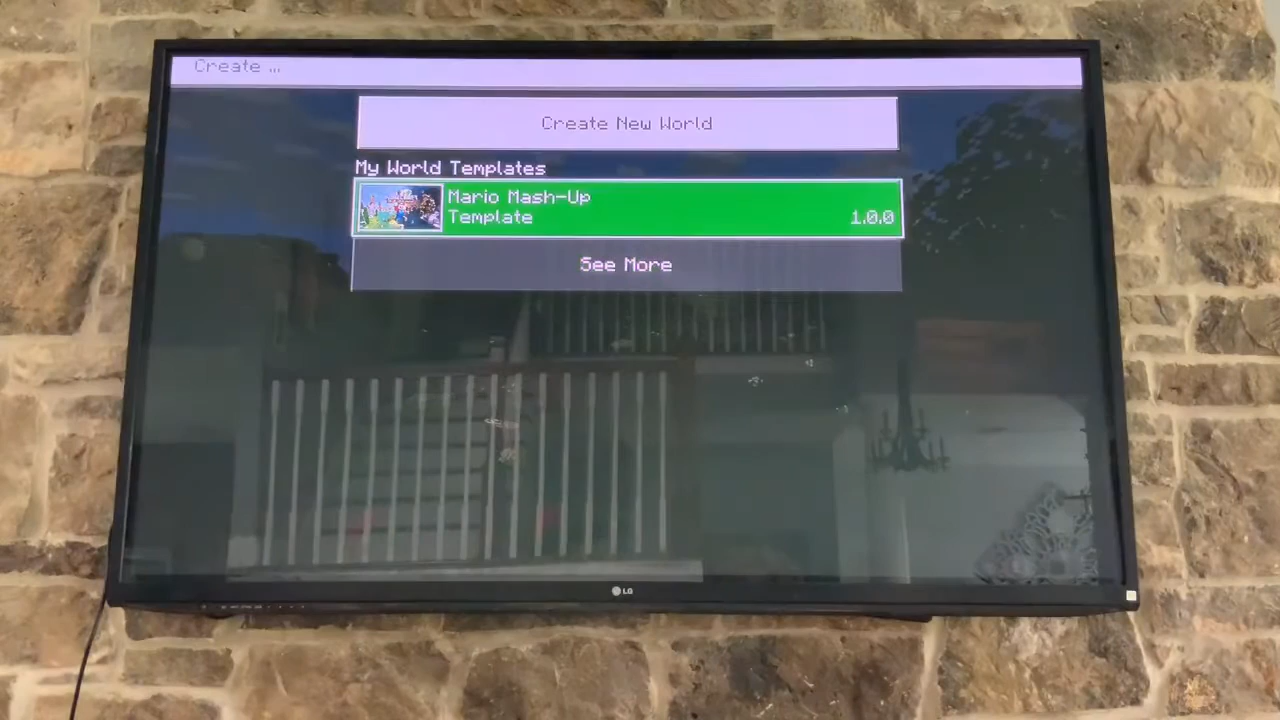 Create ...
Create New World
My World Templates
Mario Mash-Up
Template
1.0.0
See More
LG